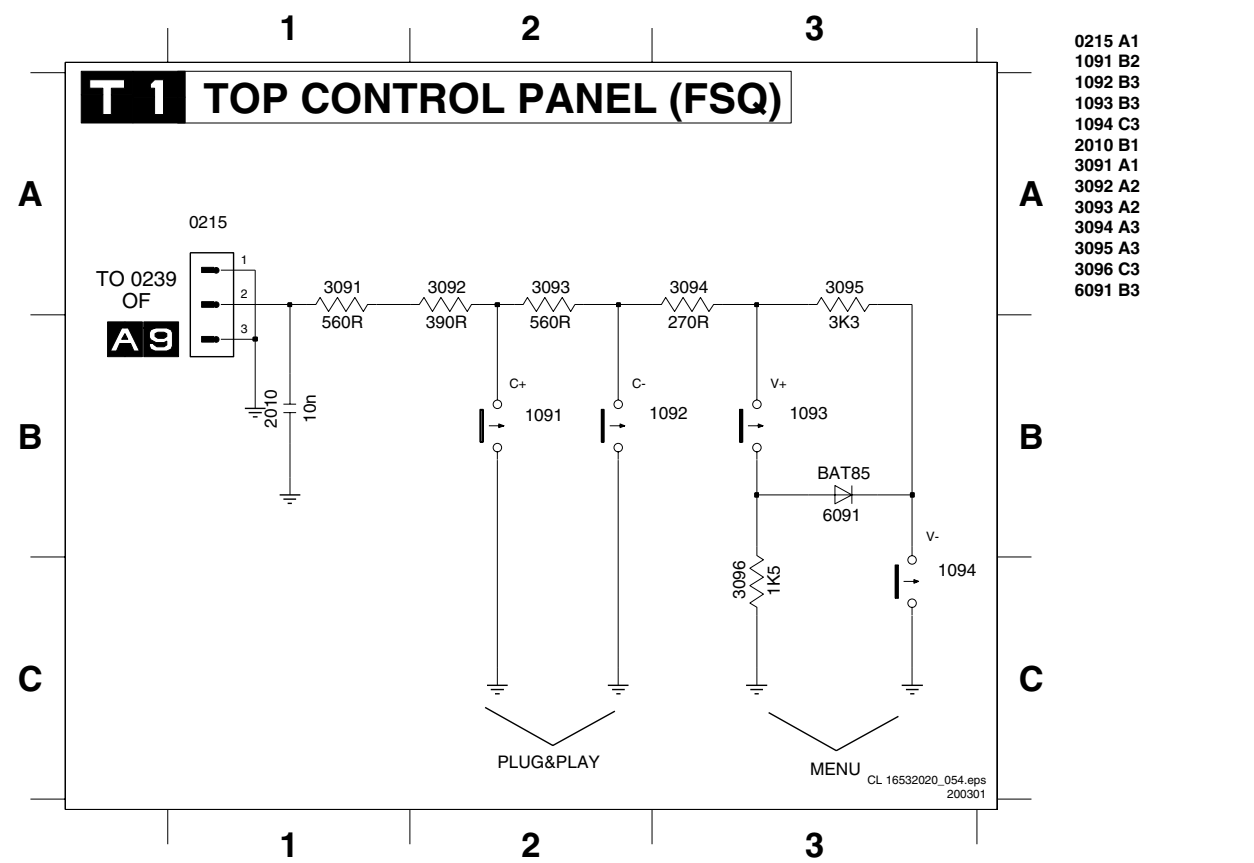 1 2 3
T 1 TOP CONTROL PANEL (FSQ)
0215 A1
1091 B2
1092 B3
1093 B3
1094 C3
2010 B1
3091 A1
3092 A2
3093 A2
3094 A3
3095 A3
3096 C3
6091 B3
A A
0215
TO 0239
OF
A 9
1
2
3
3091 3092 3093 3094 3095
560R 390R 560R 270R 3K3
2010
10n
C+ C- V+
1091 1092 1093
B B
BAT85
6091
V-
1094
3096
1K5
C C
PLUG&PLAY
MENU
CL 16532020_054.eps
200301
1 2 3